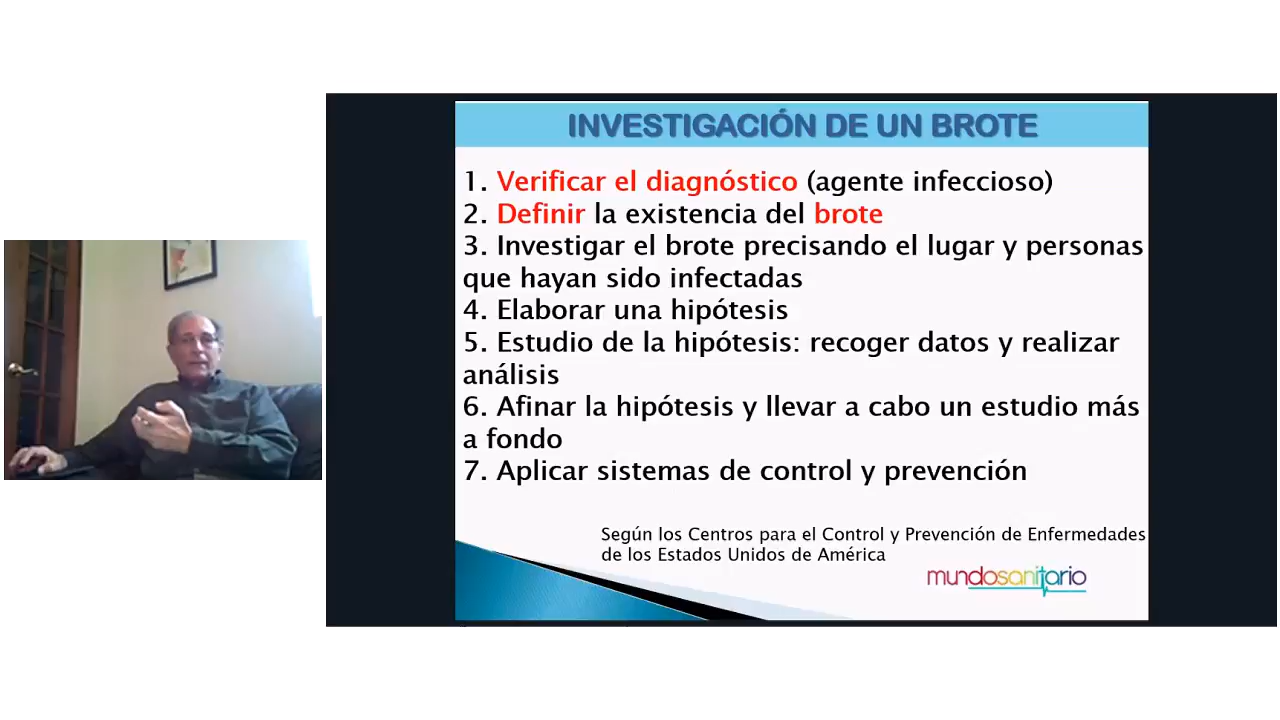 INVESTIGACIÓN DE UN BROTE
1. Verificar el diagnóstico (agente infeccioso)
2. Definir la existencia del brote
3. Investigar el brote precisando el lugar y personas
que hayan sido infectadas
4. Elaborar una hipótesis
5. Estudio de la hipótesis: recoger datos y realizar
análisis
6. Afinar la hipótesis y llevar a cabo un estudio más
a fondo
7. Aplicar sistemas de control y prevención
Según los Centros para el Control y Prevención de Enfermedades
de los Estados Unidos de América
mundosanitario